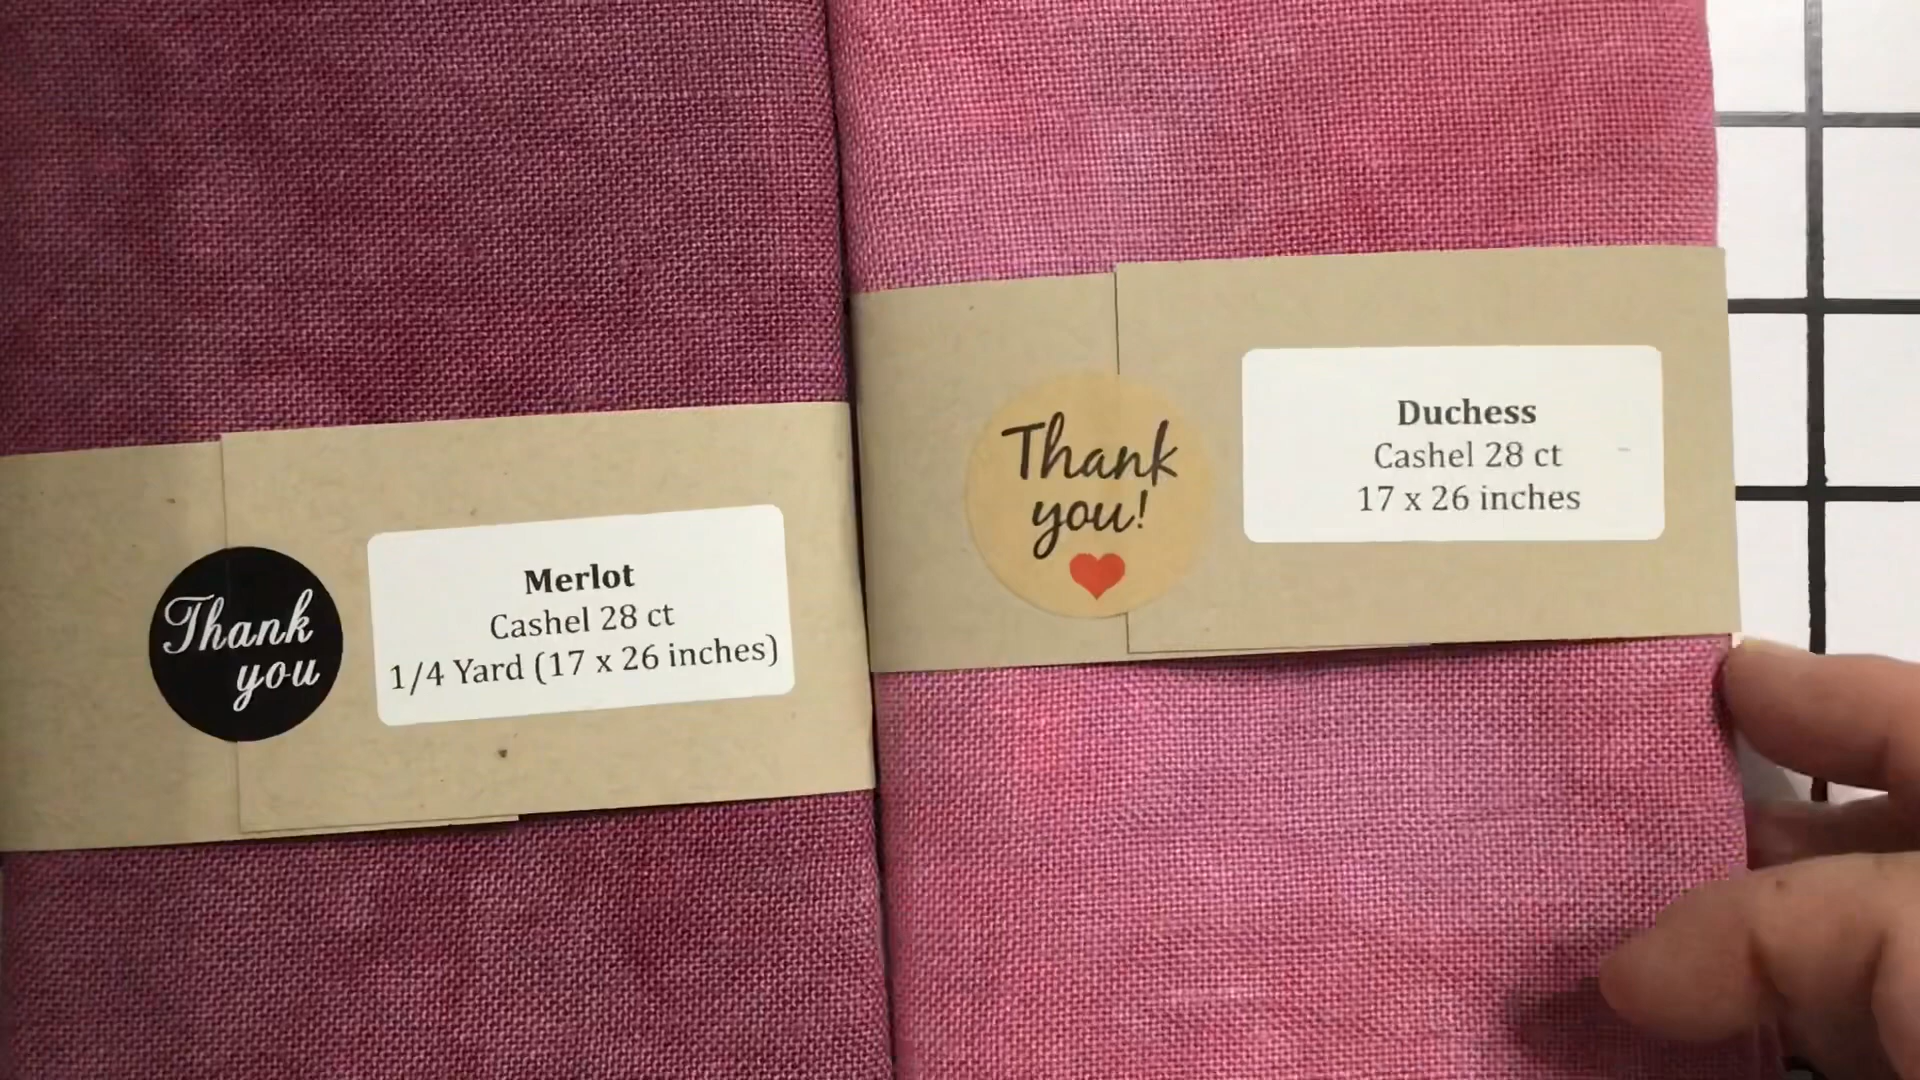 Thank
you
Merlot
Cashel 28 ct
1/4 Yard (17 x 26 inches)
Thank
you!
Duchess
Cashel 28 ct
17 x 26 inches